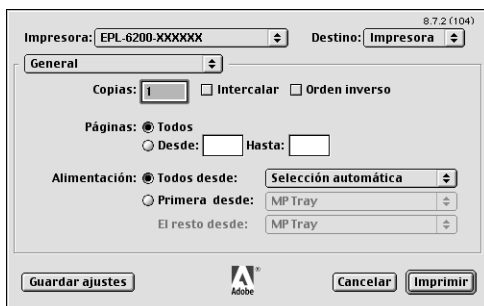 8.7.2 (104)
Impresora: EPL-6200-XXXXXX Destino: Impresora
General
Copias: 1 Intercalar Orden inverso
Páginas: Todos
Desde: Hasta:
Alimentación: Todos desde: Selección automática
Primera desde: MP Tray
El resto desde: MP Tray
Guardar ajustes Adobe® Cancelar Imprimir